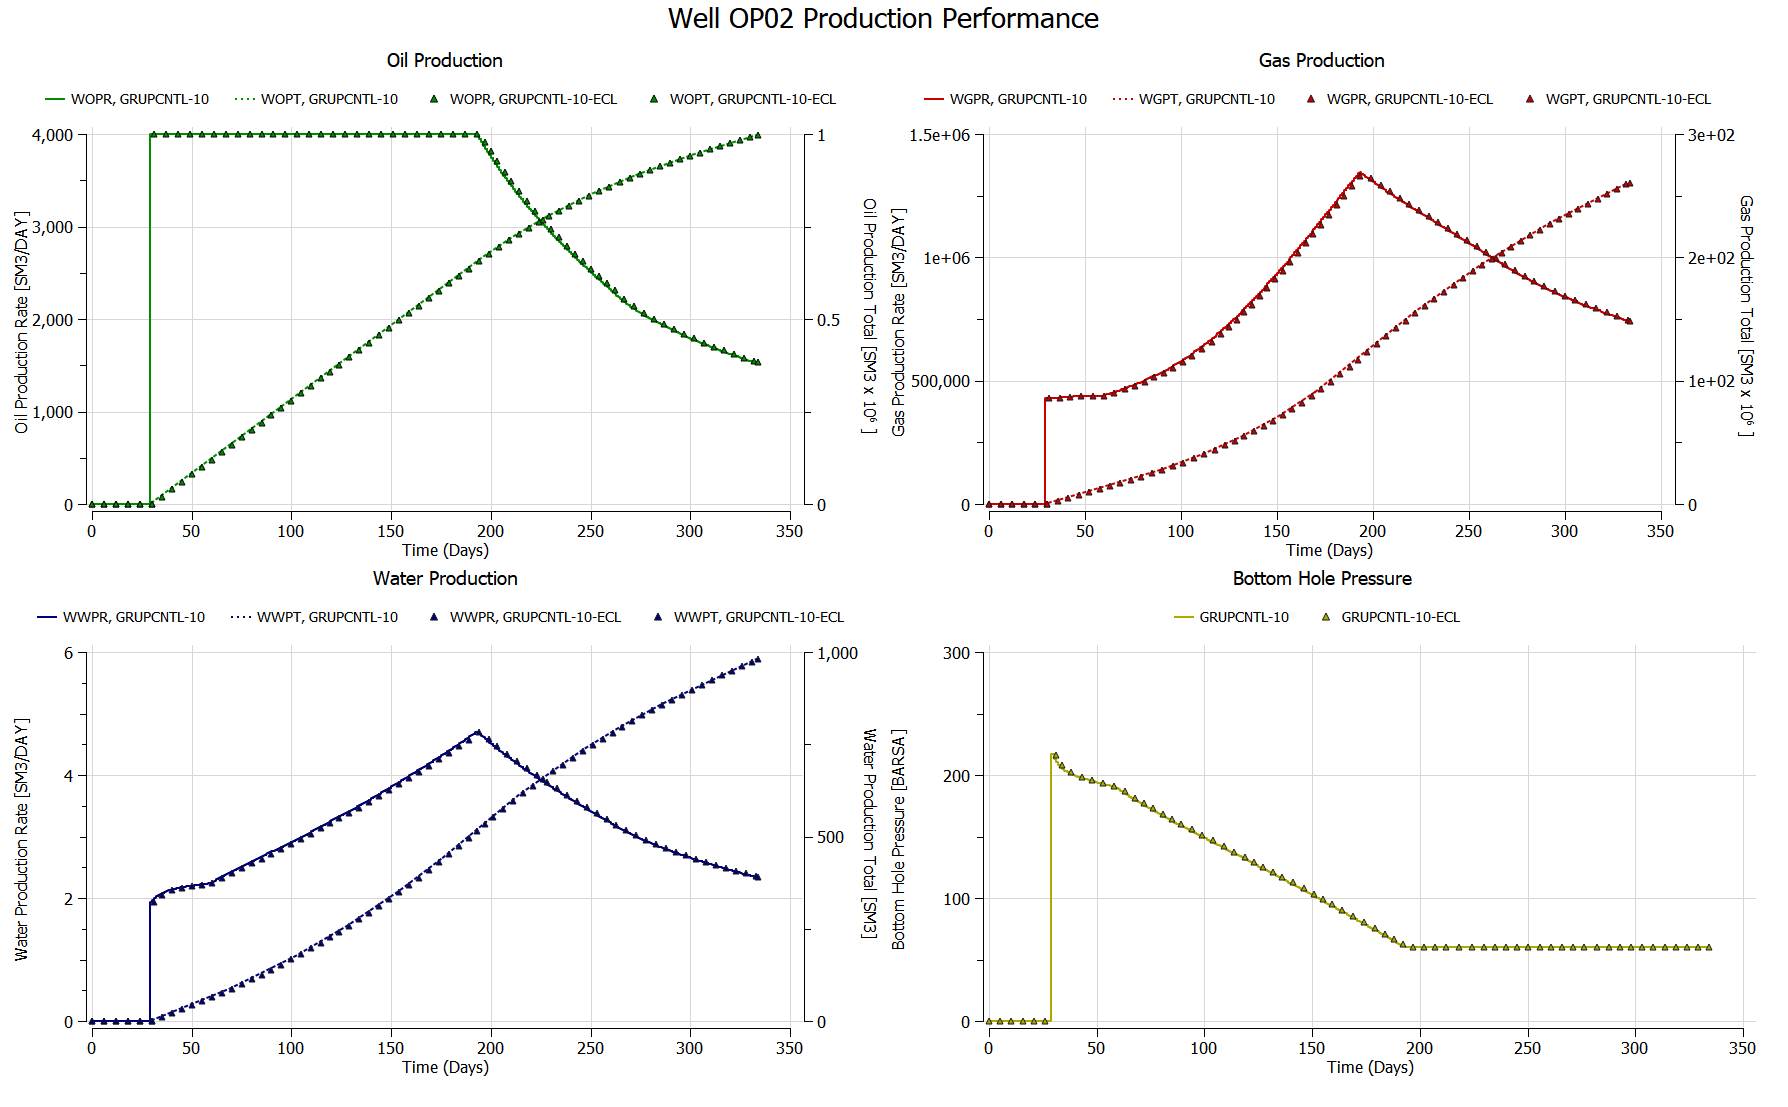 Well OP02 Production Performance
Oil Production
WOPR, GRUPCNTL-10 WOPT, GRUPCNTL-10 WOPR, GRUPCNTL-10-ECL WOPT, GRUPCNTL-10-ECL
4,000
3,000
2,000
1,000
0
Oil Production Rate [SM3/DAY]
1
0.5
0
Oil Production Total [SM3 x 10⁶ ]
0 50 100 150 200 250 300 350
Time (Days)
Gas Production
WGPR, GRUPCNTL-10 WGPT, GRUPCNTL-10 WGPR, GRUPCNTL-10-ECL WGPT, GRUPCNTL-10-ECL
1.5e+06
1e+06
500,000
0
Gas Production Rate [SM3/DAY]
3e+02
2e+02
1e+02
0
Gas Production Total [SM3 x 10⁶ ]
0 50 100 150 200 250 300 350
Time (Days)
Water Production
WWPR, GRUPCNTL-10 WWPT, GRUPCNTL-10 WWPR, GRUPCNTL-10-ECL WWPT, GRUPCNTL-10-ECL
6
4
2
0
Water Production Rate [SM3/DAY]
1,000
500
0
Water Production Total [SM3]
0 50 100 150 200 250 300 350
Time (Days)
Bottom Hole Pressure
GRUPCNTL-10 GRUPCNTL-10-ECL
300
200
100
0
Bottom Hole Pressure [BARSA]
0 50 100 150 200 250 300 350
Time (Days)